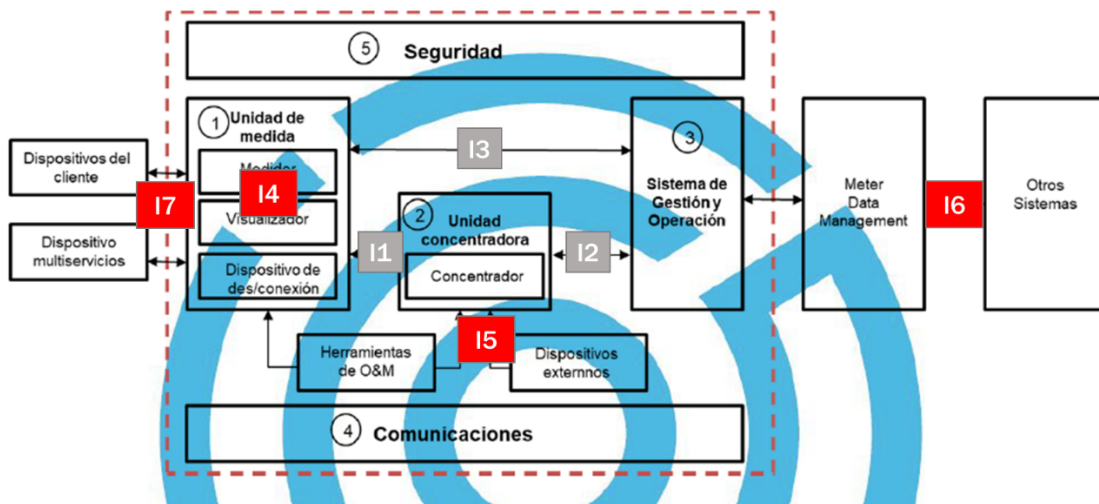 5 Seguridad
1 Unidad de
medida
Medidor
I4
Visualizador
Dispositivo de
des/conexión
Dispositivos del
cliente
I7
Dispositivo
multiservicios
I3
I1
2 Unidad
concentradora
Concentrador
I2
3
Sistema de
Gestión y
Operación
Meter
Data
Management
I6
Otros
Sistemas
Herramientas
de O&M
I5
Dispositivos
externnos
4 Comunicaciones